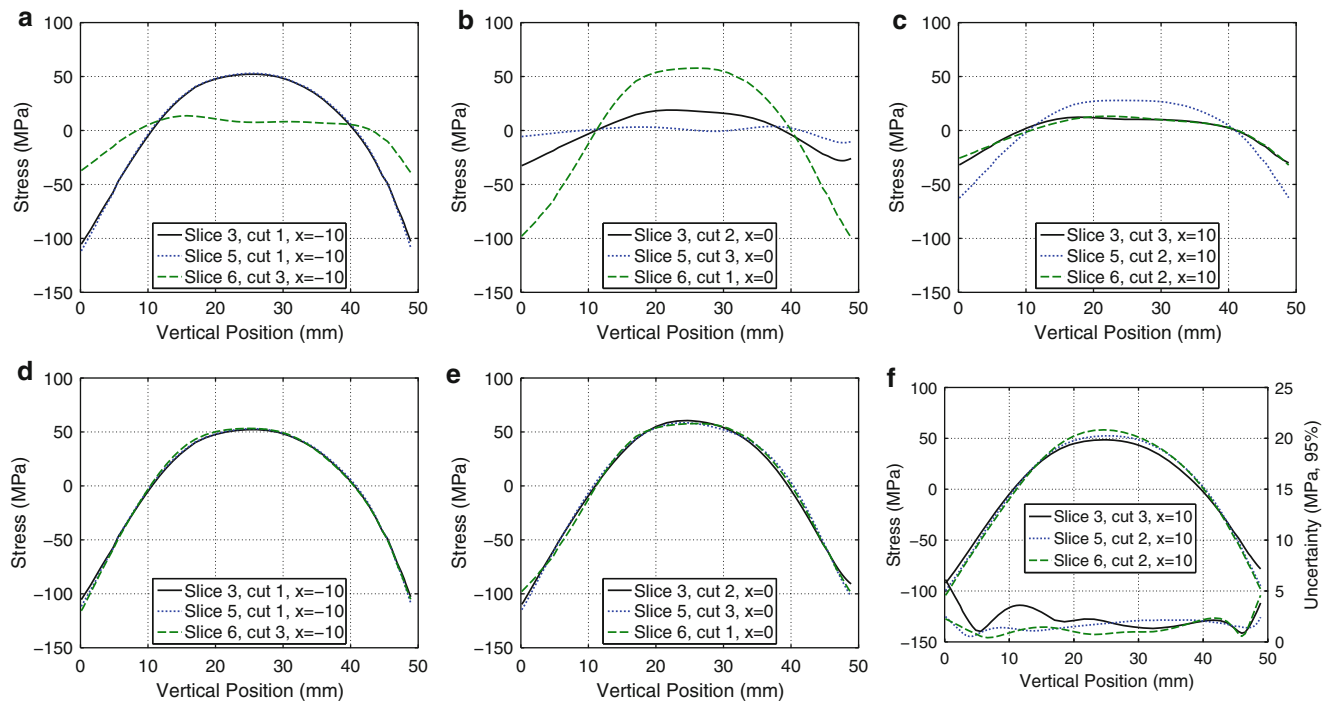 a
100
50
0
−50
−100
−150
Stress (MPa)
0 10 20 30 40 50
Vertical Position (mm)
Slice 3, cut 1, x=−10
Slice 5, cut 1, x=−10
Slice 6, cut 3, x=−10
b
100
50
0
−50
−100
−150
Stress (MPa)
0 10 20 30 40 50
Vertical Position (mm)
Slice 3, cut 2, x=0
Slice 5, cut 3, x=0
Slice 6, cut 1, x=0
c
100
50
0
−50
−100
−150
Stress (MPa)
0 10 20 30 40 50
Vertical Position (mm)
Slice 3, cut 3, x=10
Slice 5, cut 2, x=10
Slice 6, cut 2, x=10
d
100
50
0
−50
−100
−150
Stress (MPa)
0 10 20 30 40 50
Vertical Position (mm)
Slice 3, cut 1, x=−10
Slice 5, cut 1, x=−10
Slice 6, cut 3, x=−10
e
100
50
0
−50
−100
−150
Stress (MPa)
0 10 20 30 40 50
Vertical Position (mm)
Slice 3, cut 2, x=0
Slice 5, cut 3, x=0
Slice 6, cut 1, x=0
f
100
50
0
−50
−100
−150
Stress (MPa)
0 10 20 30 40 50
Vertical Position (mm)
Slice 3, cut 3, x=10
Slice 5, cut 2, x=10
Slice 6, cut 2, x=10
25
20
15
10
5
0
Uncertainty (MPa, 95%)